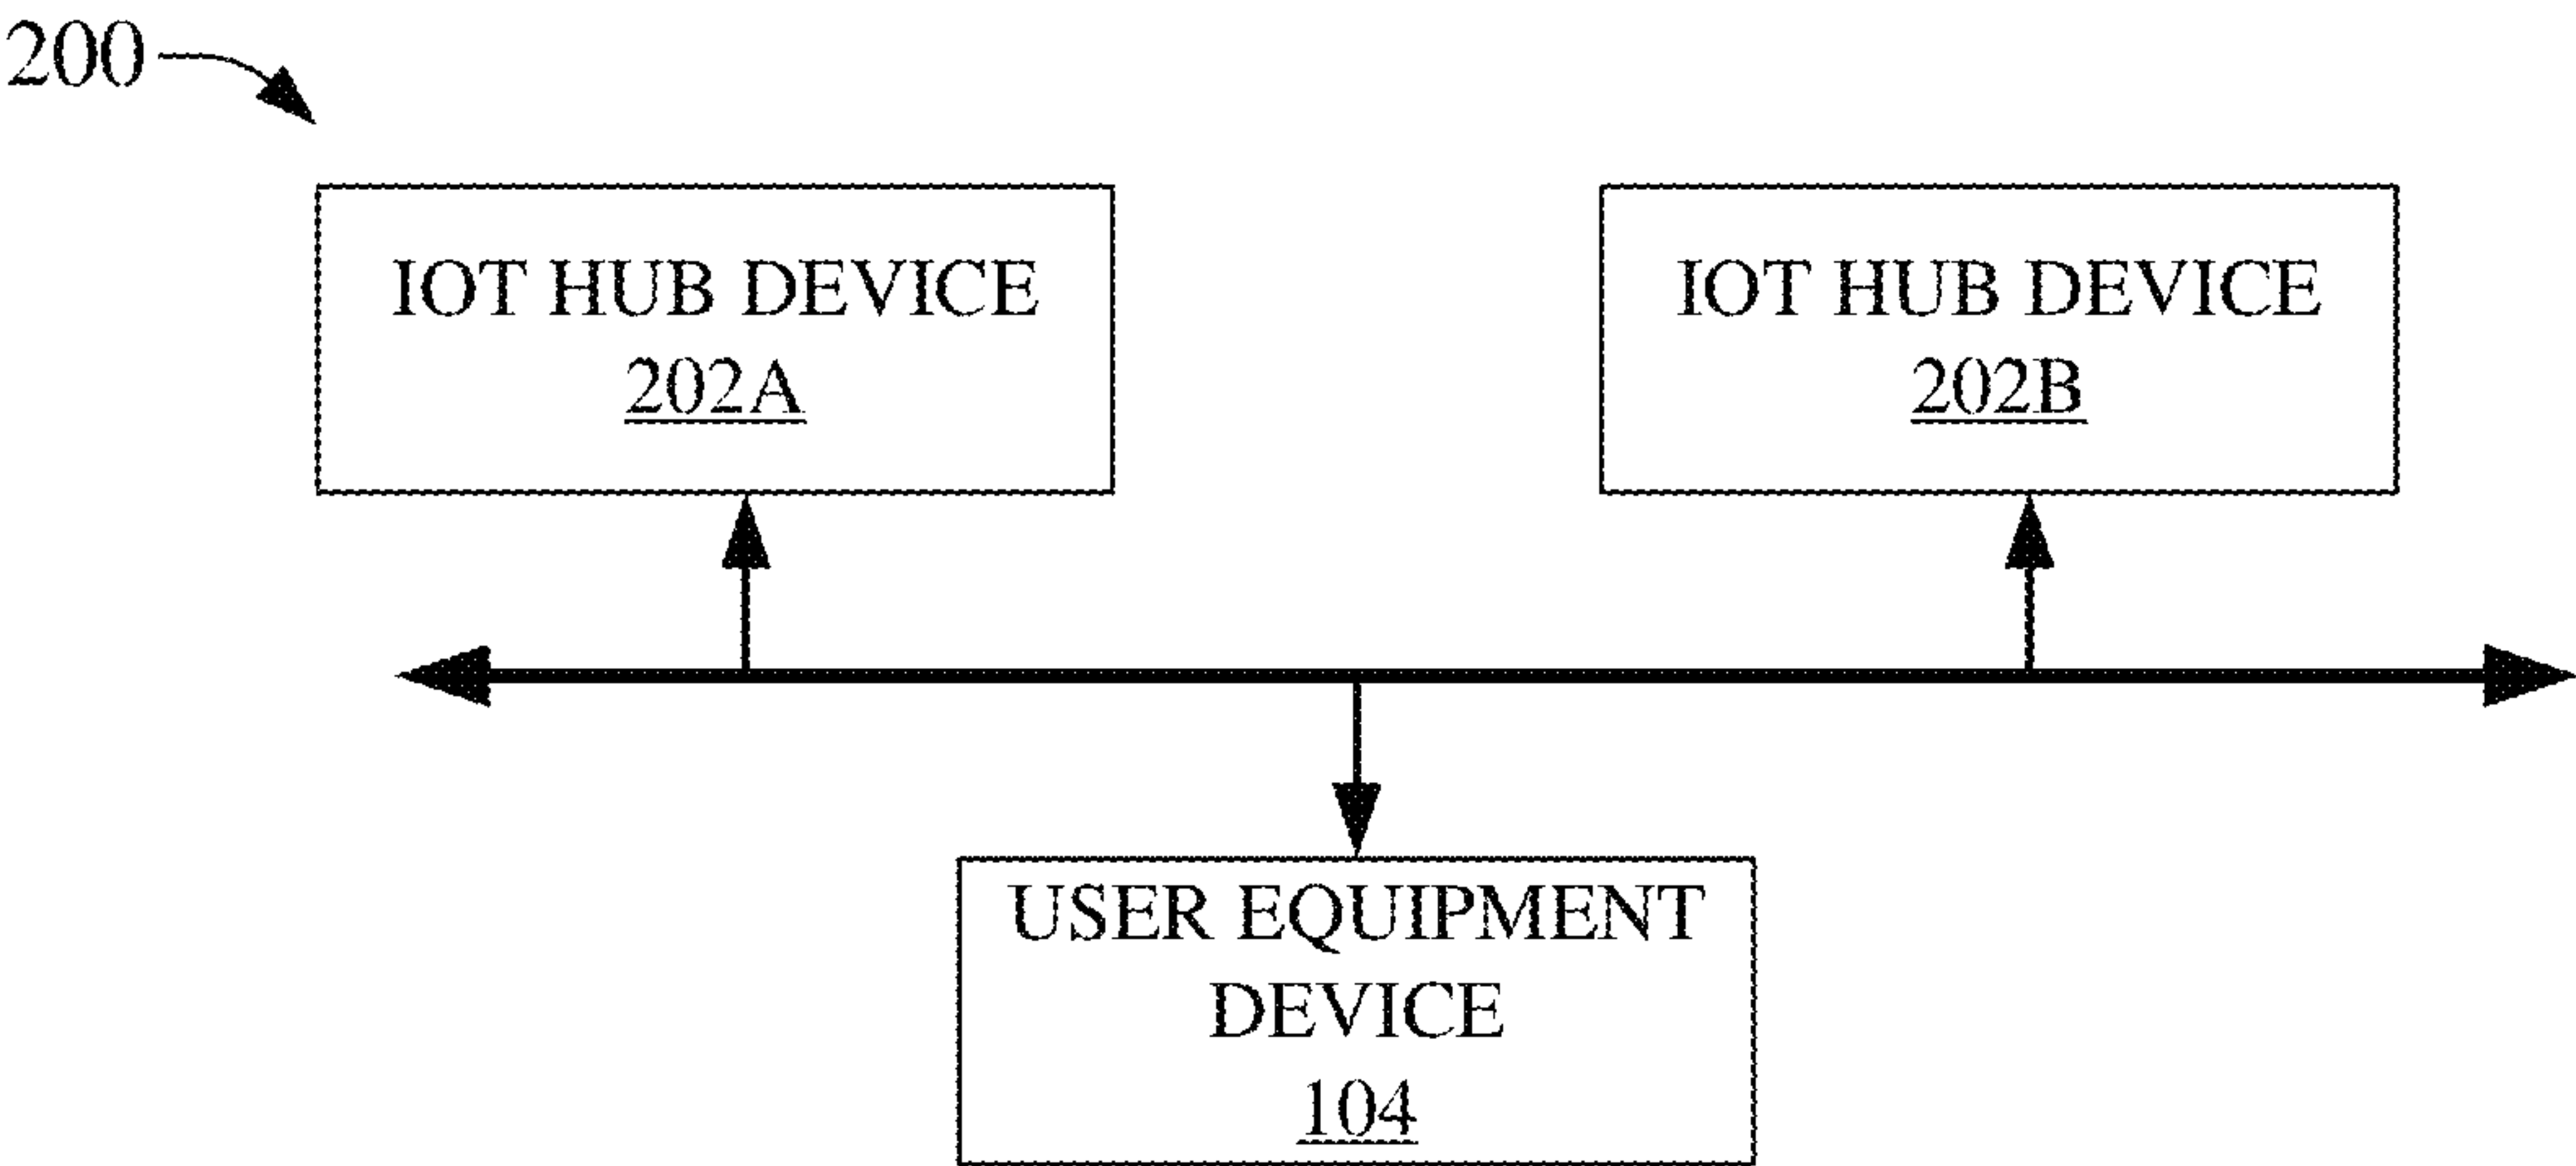 200
IOT HUB DEVICE
202A
IOT HUB DEVICE
202B
USER EQUIPMENT
DEVICE
104